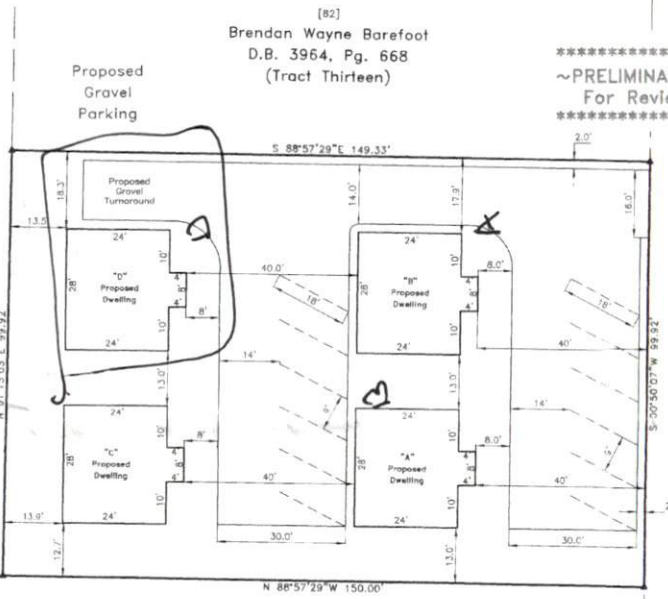 [82]
Brendan Wayne Barefoot
D.B. 3964, Pg. 668
(Tract Thirteen)
Proposed
Gravel
Parking
********
~PRELIMINA
For Revie
********
S 88°57'29"E 149.33'
2.0'
18.3'
Proposed
Gravel
Turnaround
14.0'
17.9'
18.0'
13.5
24'
10'
28'
"D"
Proposed
Dwelling
4'
8'
4'
10'
24'
40.0'
8'
18'
24'
10'
28'
"B"
Proposed
Dwelling
4'
8'
4'
10'
24'
8.0'
18'
40'
S 00°50'07"W 99.92'
14'
13.0'
9'
13.0'
14'
9'
24'
10'
28'
"C"
Proposed
Dwelling
4'
8'
4'
10'
24'
8'
40'
24'
10'
28'
"A"
Proposed
Dwelling
4'
8'
4'
10'
24'
8.0'
40'
13.9'
12.7'
30.0'
13.0'
30.0'
N 88°57'29"W 150.00'